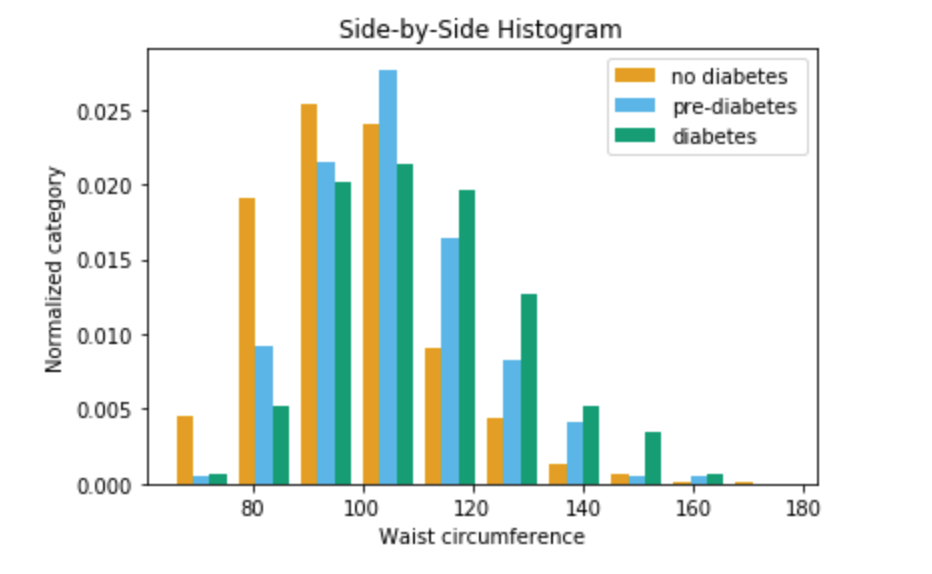 Side-by-Side Histogram
no diabetes
pre-diabetes
diabetes
0.025
0.020
0.015
0.010
0.005
0.000
Normalized category
80 100 120 140 160 180
Waist circumference